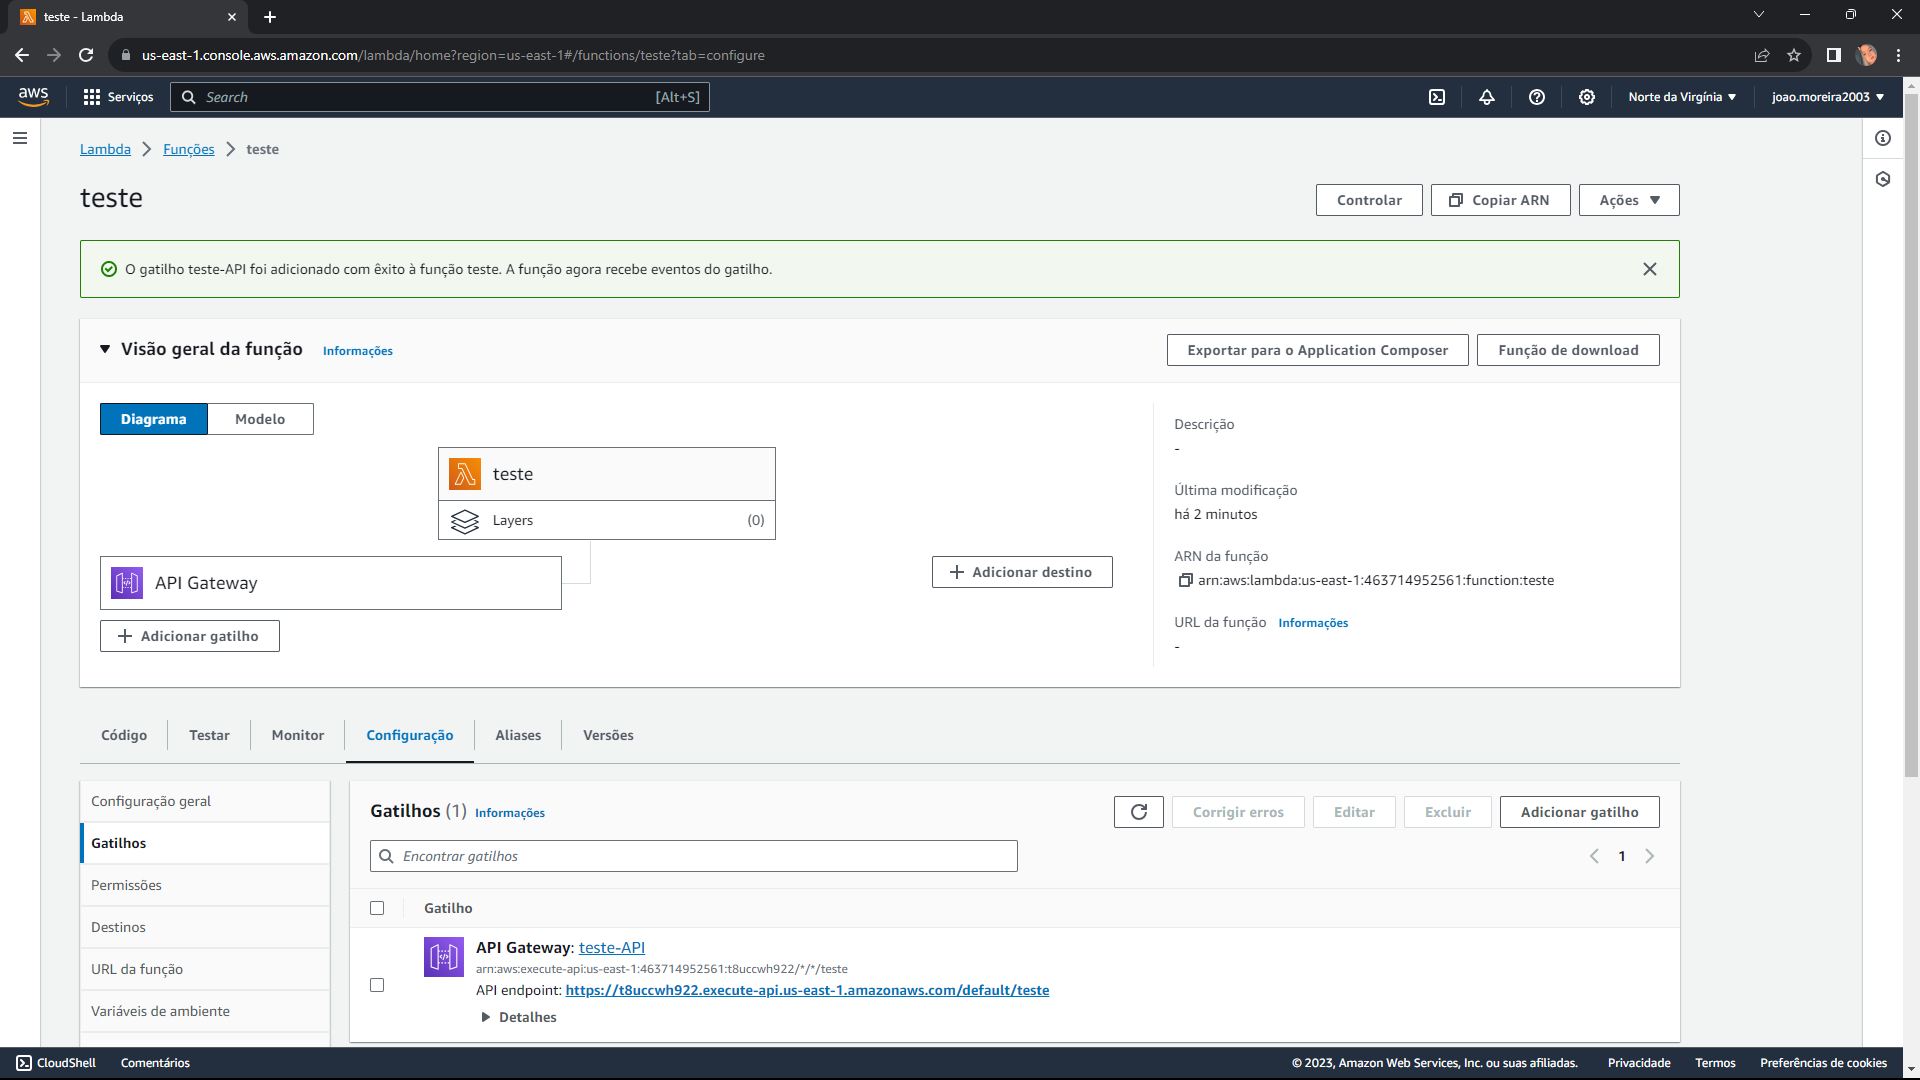 teste - Lambda
us-east-1.console.aws.amazon.com/lambda/home?region=us-east-1#/functions/teste?tab=configure
aws
Serviços
Search
[Alt+S]
Norte da Virgínia
joao.moreira2003
Lambda
Funções
teste
teste
Controlar
Copiar ARN
Ações
O gatilho teste-API foi adicionado com êxito à função teste. A função agora recebe eventos do gatilho.
Visão geral da função
Informações
Exportar para o Application Composer
Função de download
Diagrama
Modelo
teste
Layers
(0)
API Gateway
Adicionar gatilho
Adicionar destino
Descrição
-
Última modificação
há 2 minutos
ARN da função
arn:aws:lambda:us-east-1:463714952561:function:teste
URL da função
Informações
-
Código
Testar
Monitor
Configuração
Aliases
Versões
Configuração geral
Gatilhos
Permissões
Destinos
URL da função
Variáveis de ambiente
Gatilhos (1)
Informações
Corrigir erros
Editar
Excluir
Adicionar gatilho
Encontrar gatilhos
1
Gatilho
API Gateway: teste-API
arn:aws:execute-api:us-east-1:463714952561:t8uccwh922/*/*/teste
API endpoint: https://t8uccwh922.execute-api.us-east-1.amazonaws.com/default/teste
Detalhes
CloudShell
Comentários
© 2023, Amazon Web Services, Inc. ou suas afiliadas.
Privacidade
Termos
Preferências de cookies